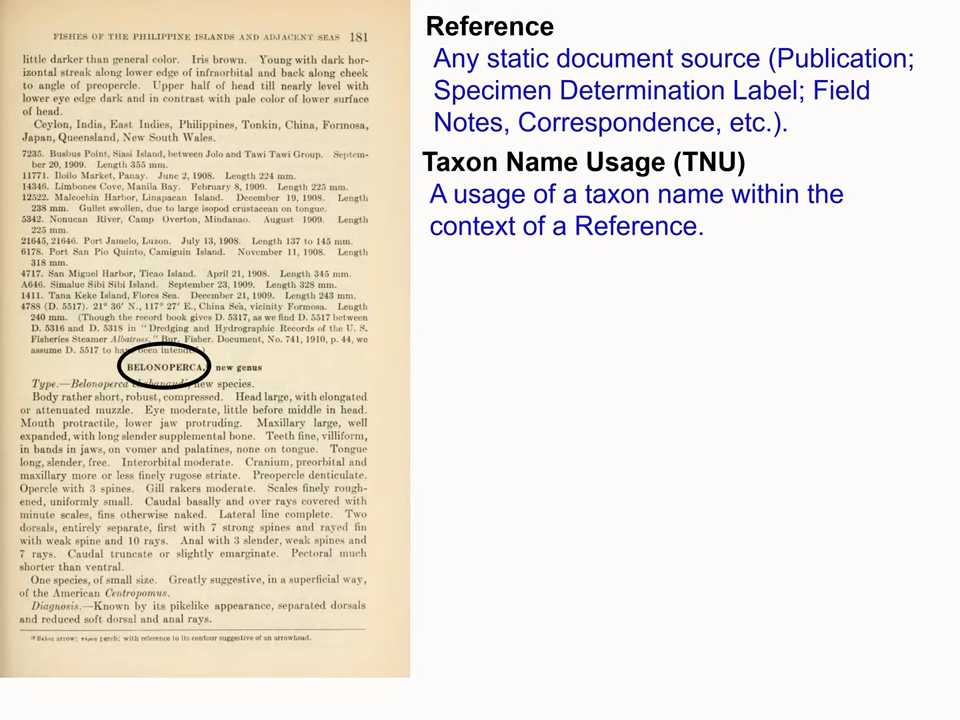 FISHES OF THE PHILIPPINE ISLANDS AND ADJACENT SEAS 181
little darker than general color. Iris brown. Young with dark hor-
izontal streak along lower edge of infraorbital and back along cheek
to angle of preopercle. Upper half of head till nearly level with
lower eye edge dark and in contrast with pale color of lower surface
of head.
Ceylon, India, East Indies, Philippines, Tonkin, China, Formosa,
Japan, Queensland, New South Wales.
7235. Busbus Point, Siasi Island, between Jolo and Tawi Tawi Group. Septem-
ber 20, 1909. Length 355 mm.
11771. Iloilo Market, Panay. June 2, 1908. Length 224 mm.
14346. Limbones Cove, Manila Bay. February 8, 1909. Length 225 mm.
12522. Malcochin Harbor, Linapacan Island. December 19, 1908. Length
238 mm. Gullet swollen, due to large isopod crustacean on tongue.
5342. Nonucan River, Camp Overton, Mindanao. August 1909. Length
225 mm.
21645, 21646. Port Jamelo, Luzon. July 13, 1908. Length 137 to 145 mm.
6178. Port San Pio Quinto, Camiguin Island. November 11, 1908. Length
318 mm.
4717. San Miguel Harbor, Ticao Island. April 21, 1908. Length 345 mm.
A646. Simaluc Sibi Sibi Island. September 23, 1909. Length 328 mm.
1411. Tana Keke Island, Flores Sea. December 21, 1909. Length 243 mm.
4788 (D. 5517). 21° 36′ N., 117° 27′ E., China Sea, vicinity Formosa. Length
240 mm. (Though the record book gives D. 5317, as we find D. 5517 between
D. 5316 and D. 5318 in "Dredging and Hydrographic Records of the U. S.
Fisheries Steamer Albatross," Bur. Fisher. Document, No. 741, 1910, p. 44, we
assume D. 5517 to have been intended.)
BELONOPERCA, new genus
Type.—Belonoperca chabanaudi, new species.
Body rather short, robust, compressed. Head large, with elongated
or attenuated muzzle. Eye moderate, little before middle in head.
Mouth protractile, lower jaw protruding. Maxillary large, well
expanded, with long slender supplemental bone. Teeth fine, villiform,
in bands in jaws, on vomer and palatines, none on tongue. Tongue
long, slender, free. Interorbital moderate. Cranium, preorbital and
maxillary more or less finely rugose striate. Preopercle denticulate.
Opercle with 3 spines. Gill rakers moderate. Scales finely rough-
ened, uniformly small. Caudal basally and over rays covered with
minute scales, fins otherwise naked. Lateral line complete. Two
dorsals, entirely separate, first with 7 strong spines and rayed fin
with weak spine and 10 rays. Anal with 3 slender, weak spines and
7 rays. Caudal truncate or slightly emarginate. Pectoral much
shorter than ventral.
One species, of small size. Greatly suggestive, in a superficial way,
of the American Centropomus.
Diagnosis.—Known by its pikelike appearance, separated dorsals
and reduced soft dorsal and anal rays.
arrow; perch; with reference to its contour suggestive of an arrowhead.
Reference
Any static document source (Publication;
Specimen Determination Label; Field
Notes, Correspondence, etc.).
Taxon Name Usage (TNU)
A usage of a taxon name within the
context of a Reference.